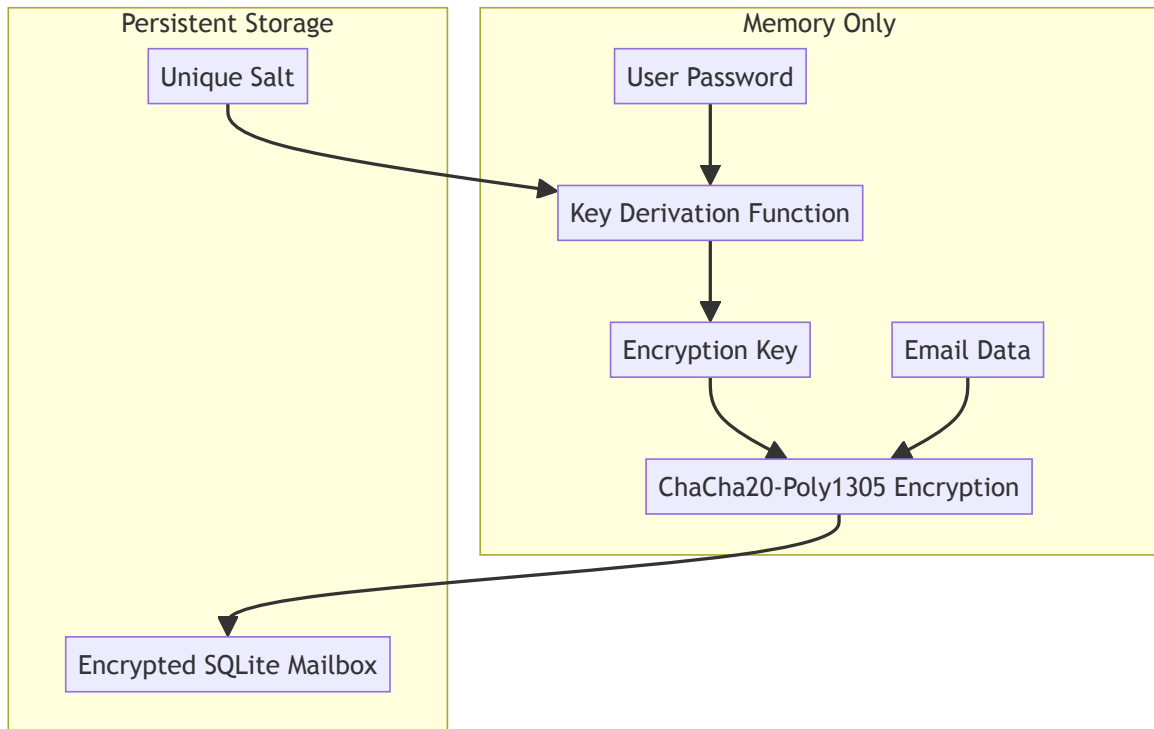 Persistent Storage
Memory Only
Unique Salt
User Password
Key Derivation Function
Encryption Key
Email Data
ChaCha20-Poly1305 Encryption
Encrypted SQLite Mailbox